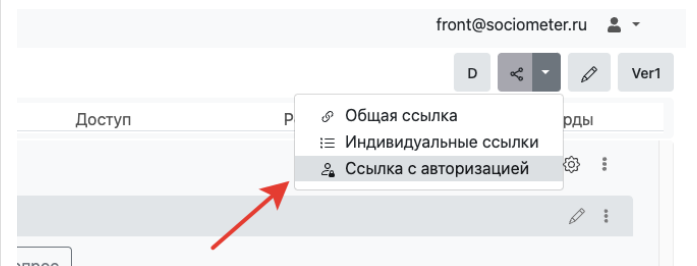 front@sociometer.ru
D
Ver1
Общая ссылка
Доступ
Индивидуальные ссылки
Ссылка с авторизацией